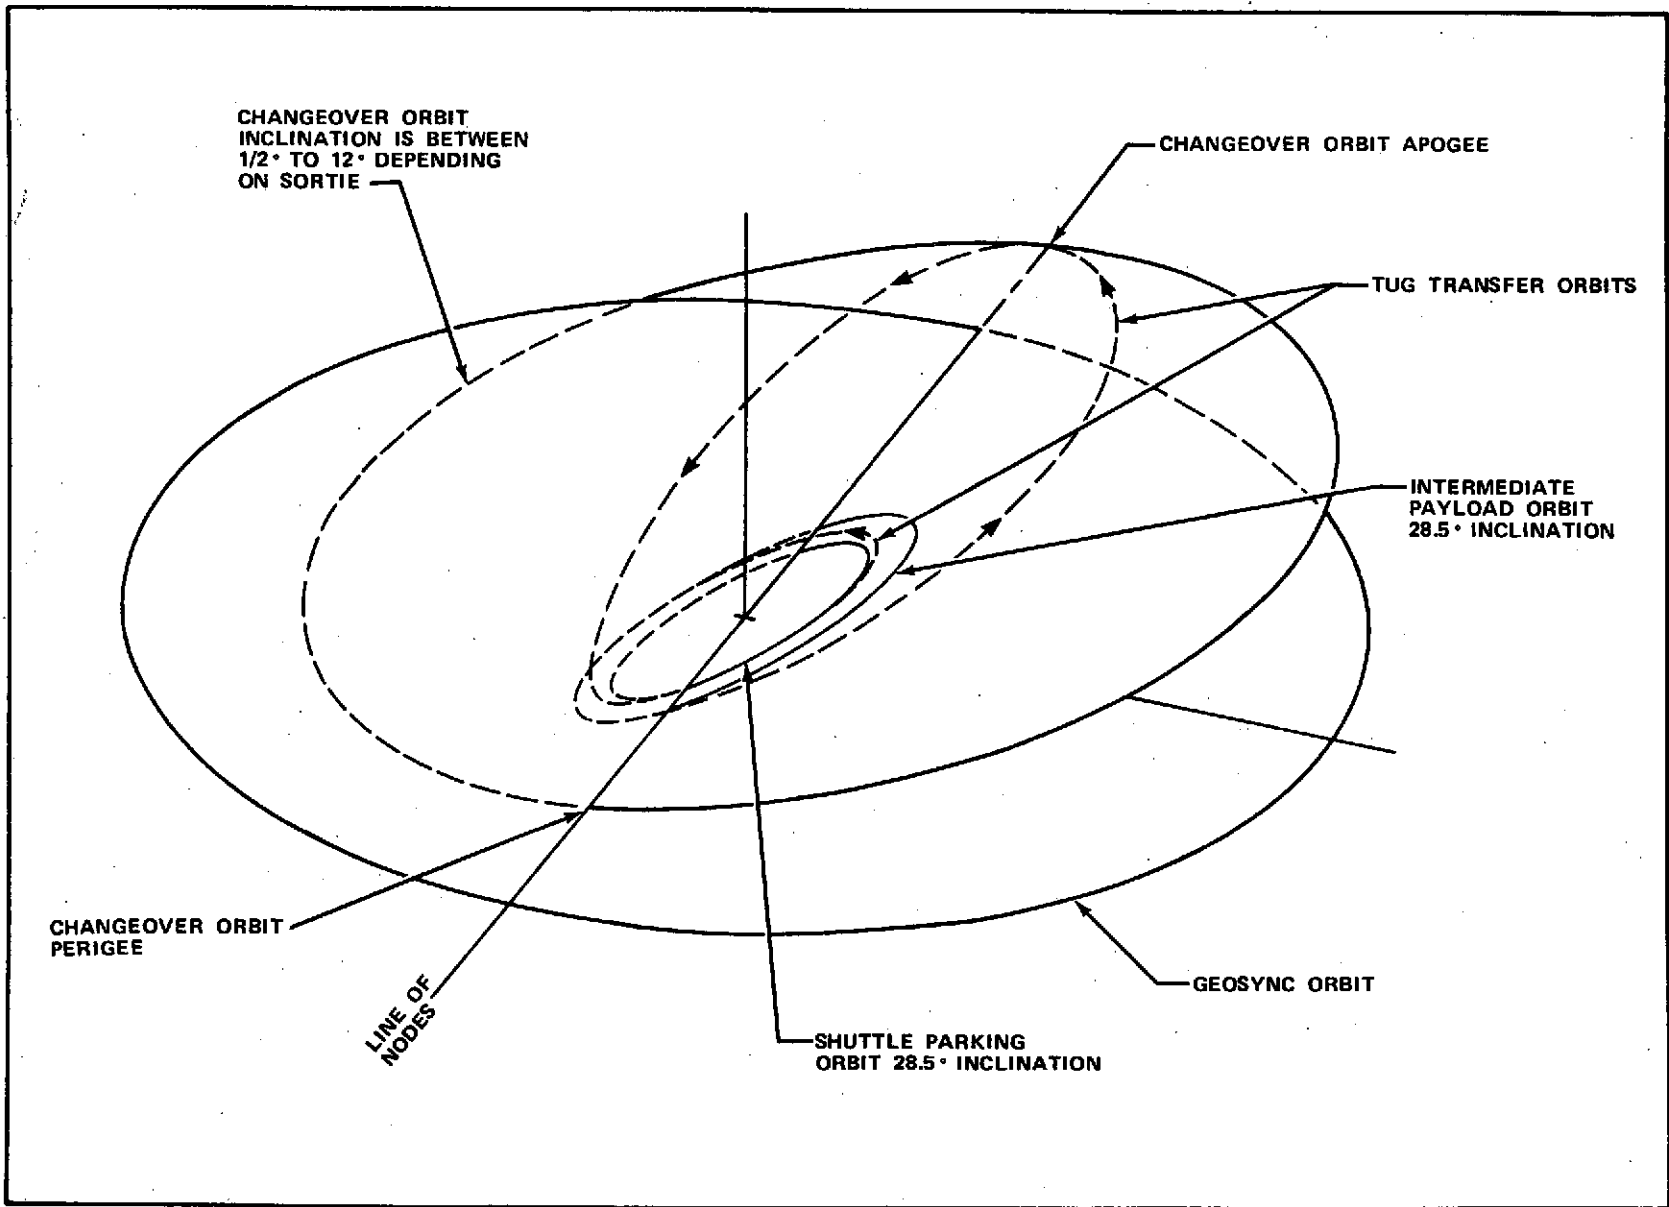 CHANGEOVER ORBIT
INCLINATION IS BETWEEN
1/2° TO 12° DEPENDING
ON SORTIE
CHANGEOVER ORBIT APOGEE
TUG TRANSFER ORBITS
INTERMEDIATE
PAYLOAD ORBIT
28.5° INCLINATION
CHANGEOVER ORBIT
PERIGEE
LINE OF
NODES
GEOSYNC ORBIT
SHUTTLE PARKING
ORBIT 28.5° INCLINATION